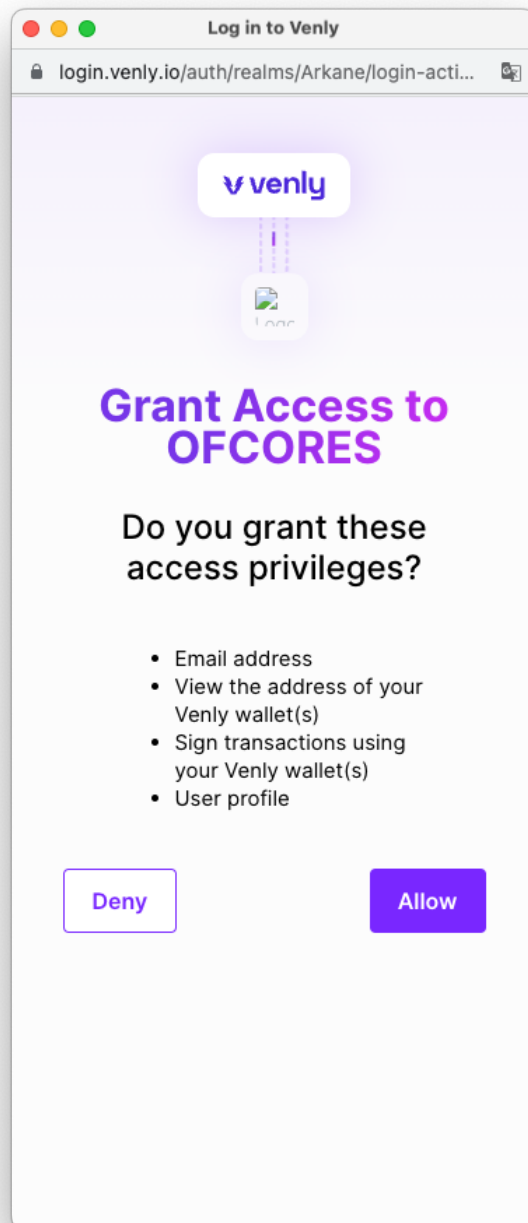 Log in to Venly
login.venly.io/auth/realms/Arkane/login-acti...
venly
Grant Access to
OFCORES
Do you grant these
access privileges?
• Email address
• View the address of your
Venly wallet(s)
• Sign transactions using
your Venly wallet(s)
• User profile
Deny
Allow